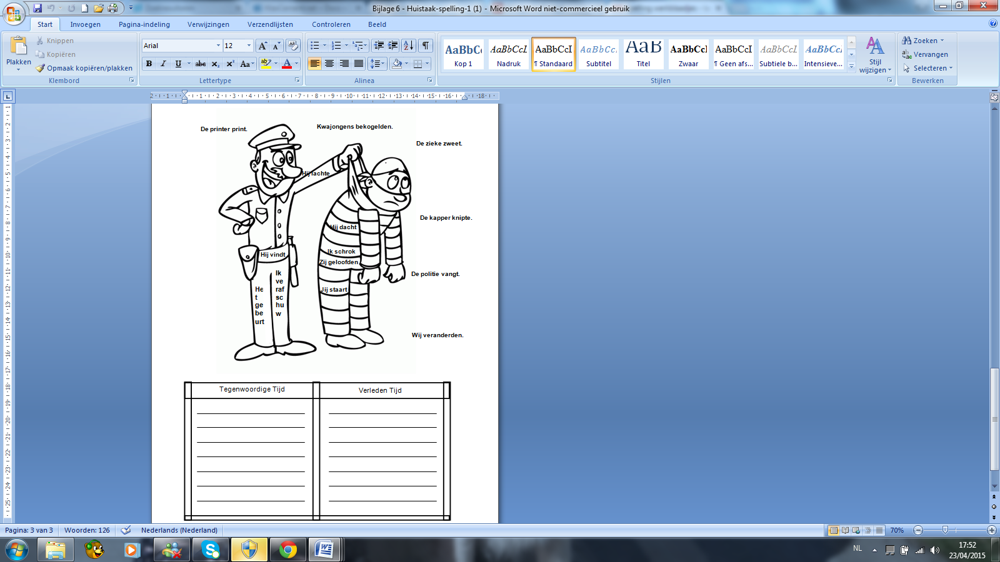 Bijlage 6 - Huistaak-spelling-1 (1) - Microsoft Word niet-commercieel gebruik
Start Invoegen Pagina-indeling Verwijzingen Verzendlijsten Controleren Beeld
Plakken
Knippen
Kopiëren
Opmaak kopiëren/plakken
Klembord
Arial 12
Lettertype
Alinea
AaBbCc AaBbCcI AaBbCcI AaBbCc. AaB AaBbCcI AaBbCcI AaBbCcI AaBbCcI
Kop 1 Nadruk ¶ Standaard Subtitel Titel Zwaar ¶ Geen afs... Subtiele b... Intensieve...
Stijlen
Stijl wijzigen
Zoeken
Vervangen
Selecteren
Bewerken
De printer print.
Kwajongens bekogelden.
De zieke zweet.
Hij lachte
De kapper knipte.
Hij dacht
Ik schrok
Hij vindt
Zij geloofden
De politie vangt.
Jij staart
Ik
ve
raf
sc
hu
w
He
t
ge
be
urt
Wij veranderden.
Tegenwoordige Tijd
Verleden Tijd
Pagina: 3 van 3 Woorden: 126 Nederlands (Nederland) 70%
NL 17:52
23/04/2015